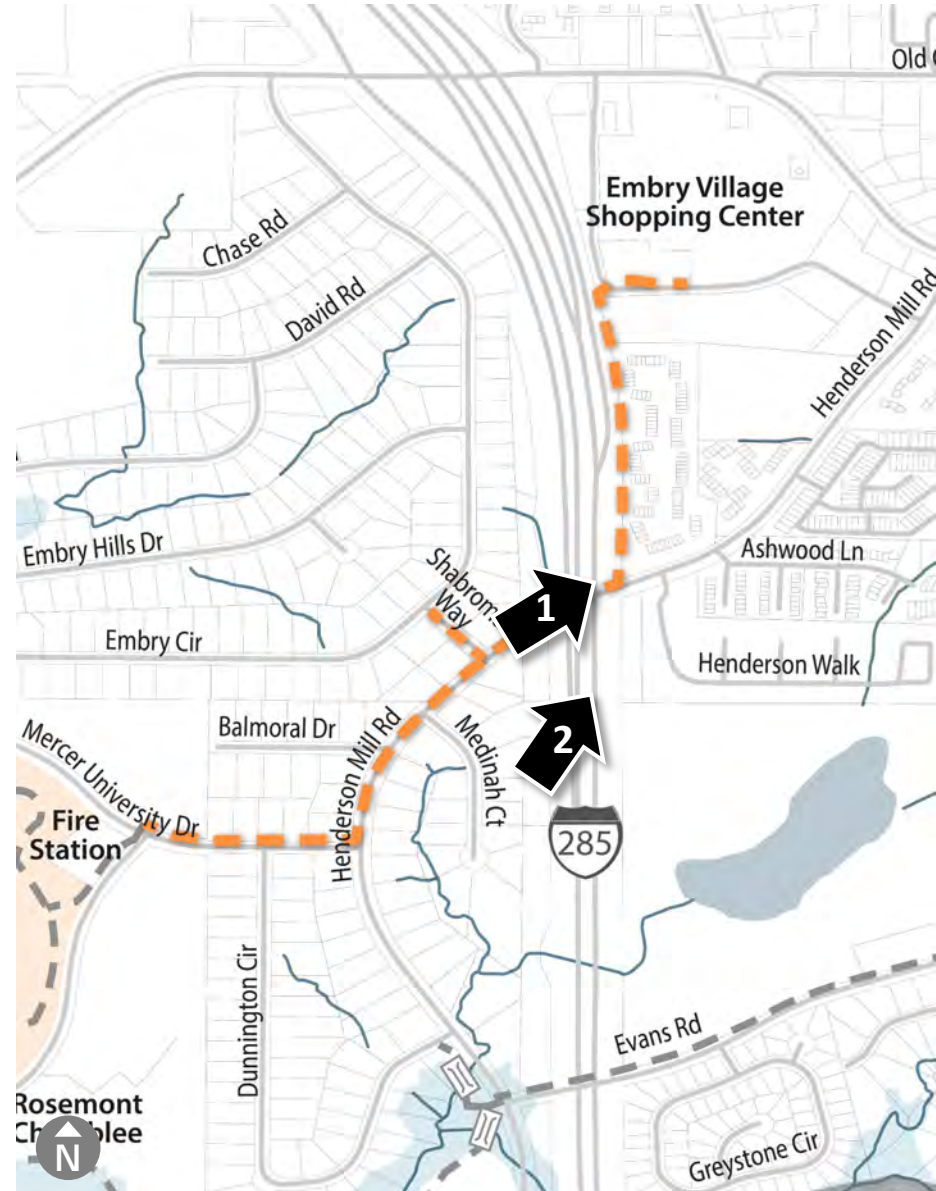 Old
Embry Village
Shopping Center
Chase Rd
David Rd
Henderson Mill Rd
Embry Hills Dr
Ashwood Ln
Shabrom
Way
1
Embry Cir
Henderson Walk
Balmoral Dr
Henderson Mill Rd
Medinah Ct
2
Mercer University Dr
Fire
Station
285
Dunnington Cir
Evans Rd
Rosemont
N
Greystone Cir